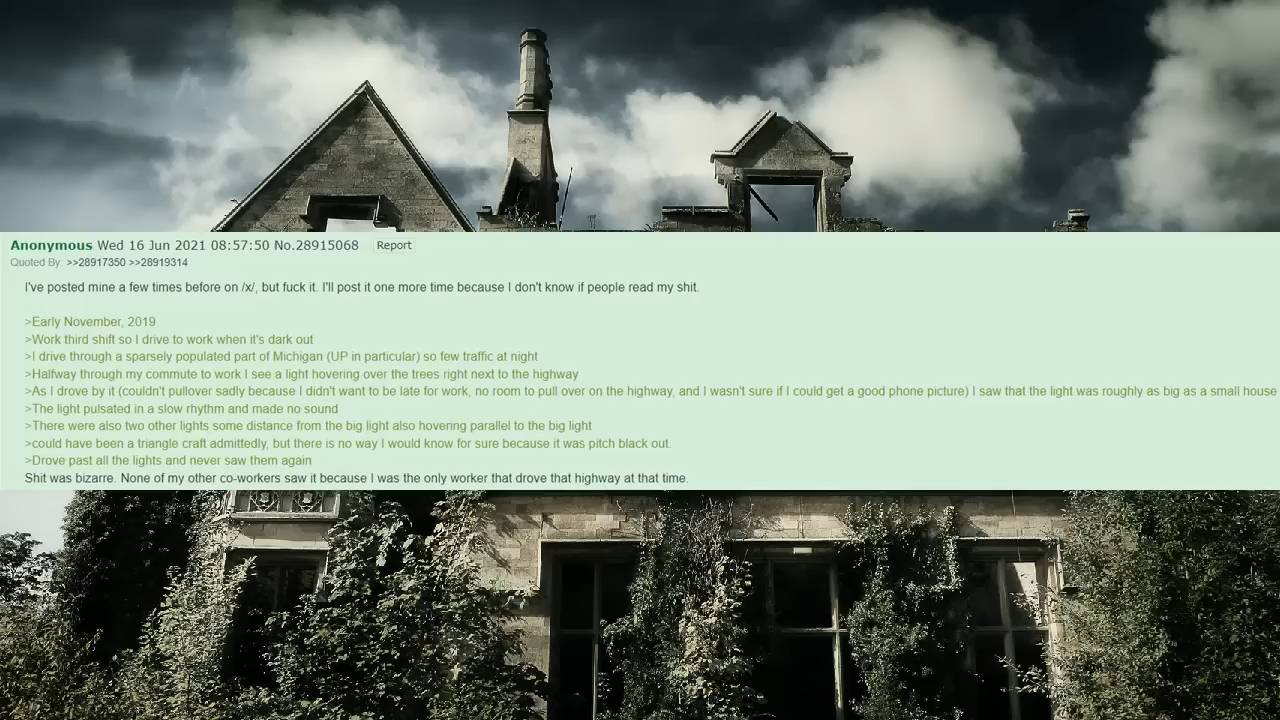 Anonymous Wed 16 Jun 2021 08:57:50 No.28915068 Report
Quoted By: >>28917350 >>28919314
I've posted mine a few times before on /x/, but fuck it. I'll post it one more time because I don't know if people read my shit.
>Early November, 2019
>Work third shift so I drive to work when it's dark out
>I drive through a sparsely populated part of Michigan (UP in particular) so few traffic at night
>Halfway through my commute to work I see a light hovering over the trees right next to the highway
>As I drove by it (couldn't pullover sadly because I didn't want to be late for work, no room to pull over on the highway, and I wasn't sure if I could get a good phone picture) I saw that the light was roughly as big as a small house
>The light pulsated in a slow rhythm and made no sound
>There were also two other lights some distance from the big light also hovering parallel to the big light
>could have been a triangle craft admittedly, but there is no way I would know for sure because it was pitch black out.
>Drove past all the lights and never saw them again
Shit was bizarre. None of my other co-workers saw it because I was the only worker that drove that highway at that time.